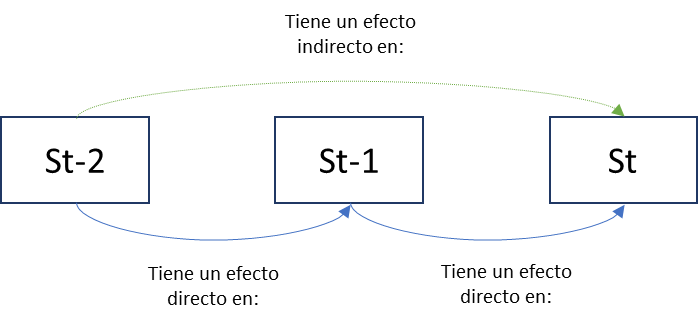 Tiene un efecto
indirecto en:
St-2
St-1
St
Tiene un efecto
directo en:
Tiene un efecto
directo en: